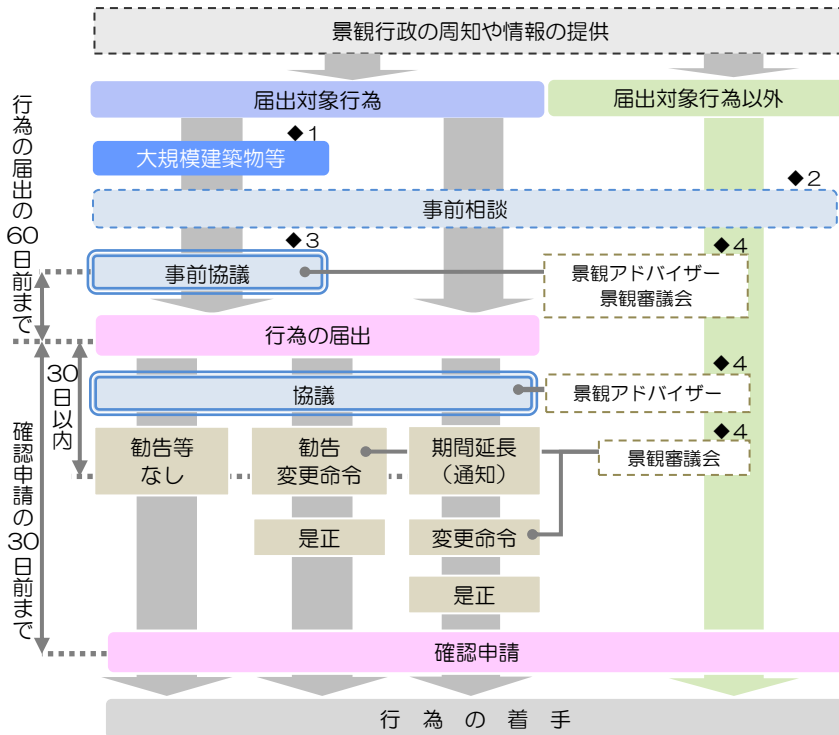 景観行政の周知や情報の提供
届出対象行為
届出対象行為以外
◆1
大規模建築物等
◆2
事前相談
行為の届出の60日前まで
◆3
事前協議
◆4
景観アドバイザー
景観審議会
行為の届出
30日以内
確認申請の30日前まで
協議
◆4
景観アドバイザー
勧告等
なし
勧告
変更命令
期間延長
（通知）
◆4
景観審議会
是正
変更命令
是正
確認申請
行為の着手